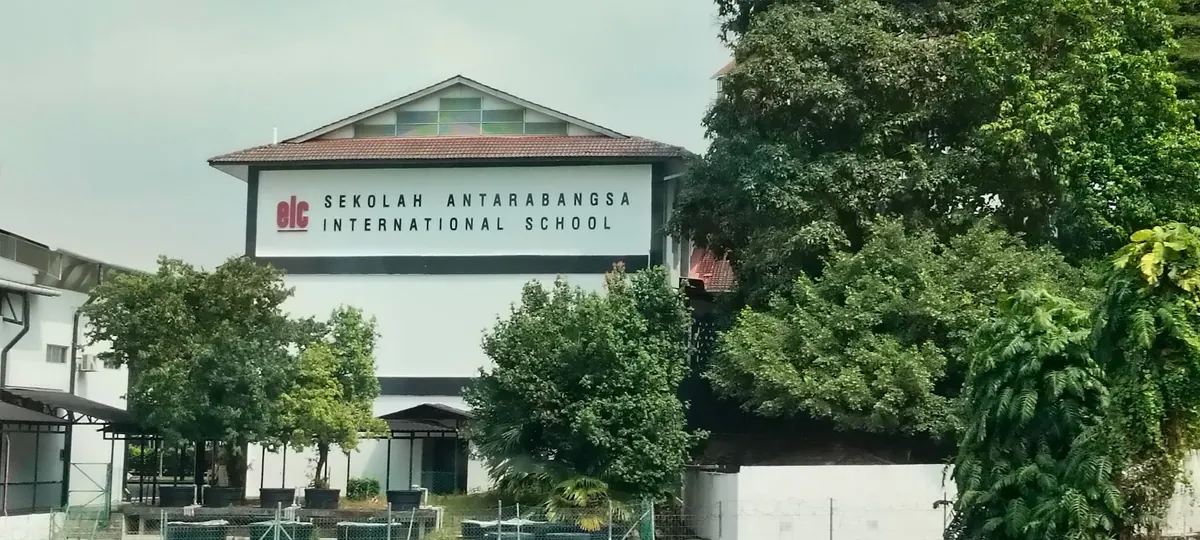 elc
SEKOLAH ANTARABANGSA
INTERNATIONAL SCHOOL